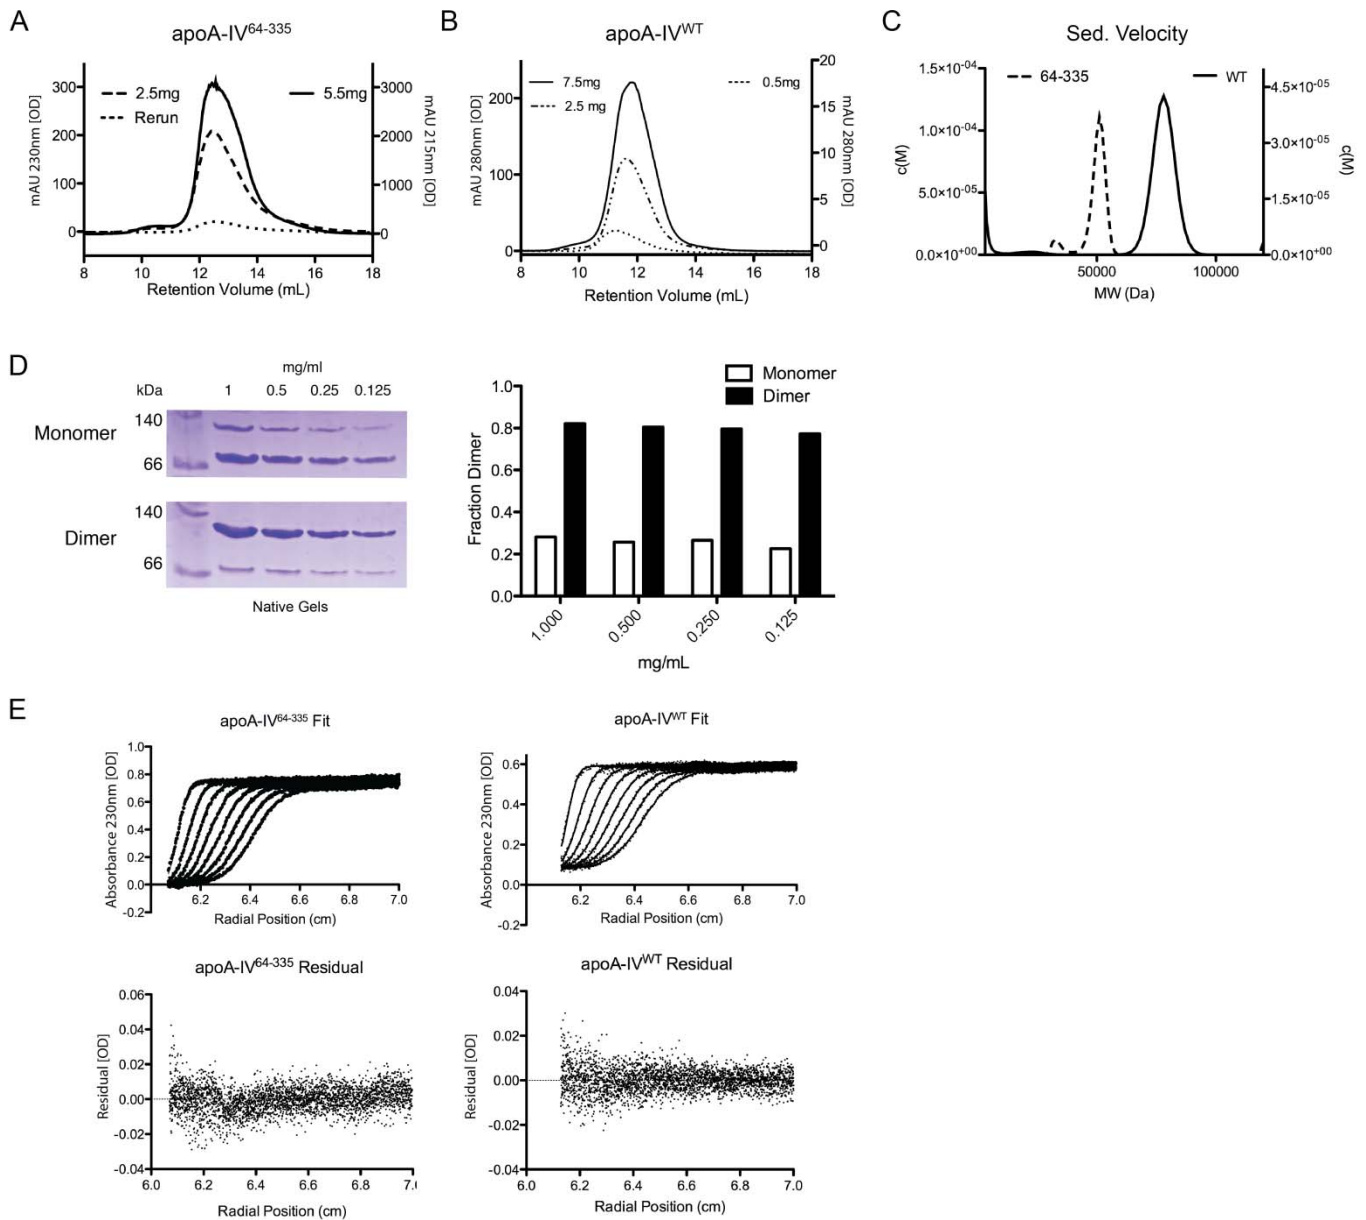 A
apoA-IV64-335
300
200
100
0
mAU 230nm [OD]
2.5mg
Rerun
5.5mg
3000
2000
1000
0
mAU 215nm [OD]
8 10 12 14 16 18
Retention Volume (mL)
B
apoA-IVWT
200
100
0
mAU 280nm [OD]
7.5mg
2.5 mg
0.5mg
20
15
10
5
0
mAU 280nm [OD]
8 10 12 14 16 18
Retention Volume (mL)
C
Sed. Velocity
64-335
WT
1.5×10-04
1.0×10-04
5.0×10-05
0.0×10+00
c(M)
4.5×10-05
3.0×10-05
1.5×10-05
0.0×10+00
c(M)
50000 100000
MW (Da)
D
mg/ml
kDa 1 0.5 0.25 0.125
Monomer
140
66
Dimer
140
66
Native Gels
Monomer
Dimer
Fraction Dimer
1.0
0.8
0.6
0.4
0.2
0.0
1.000 0.500 0.250 0.125
mg/mL
E
apoA-IV64-335 Fit
Absorbance 230nm [OD]
1.0
0.8
0.6
0.4
0.2
0.0
-0.2
6.2 6.4 6.6 6.8 7.0
Radial Position (cm)
apoA-IVWT Fit
Absorbance 230nm [OD]
0.6
0.4
0.2
0.0
-0.2
6.2 6.4 6.6 6.8 7.0
Radial Position (cm)
apoA-IV64-335 Residual
Residual [OD]
0.06
0.04
0.02
0.00
-0.02
-0.04
6.0 6.2 6.4 6.6 6.8 7.(
Radial Position (cm)
apoA-IVWT Residual
Residual [OD]
0.04
0.02
0.00
-0.02
-0.04
6.0 6.2 6.4 6.6 6.8 7.0
Radial Position (cm)